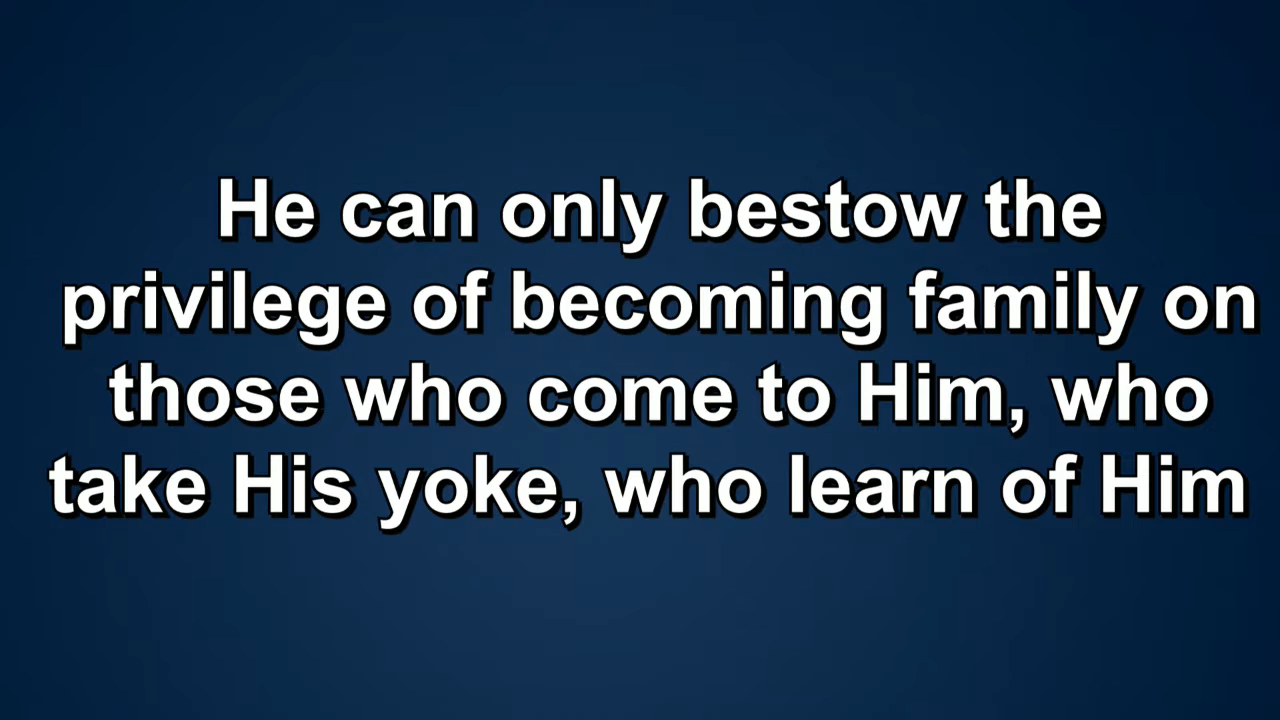 He can only bestow the
privilege of becoming family on
those who come to Him, who
take His yoke, who learn of Him